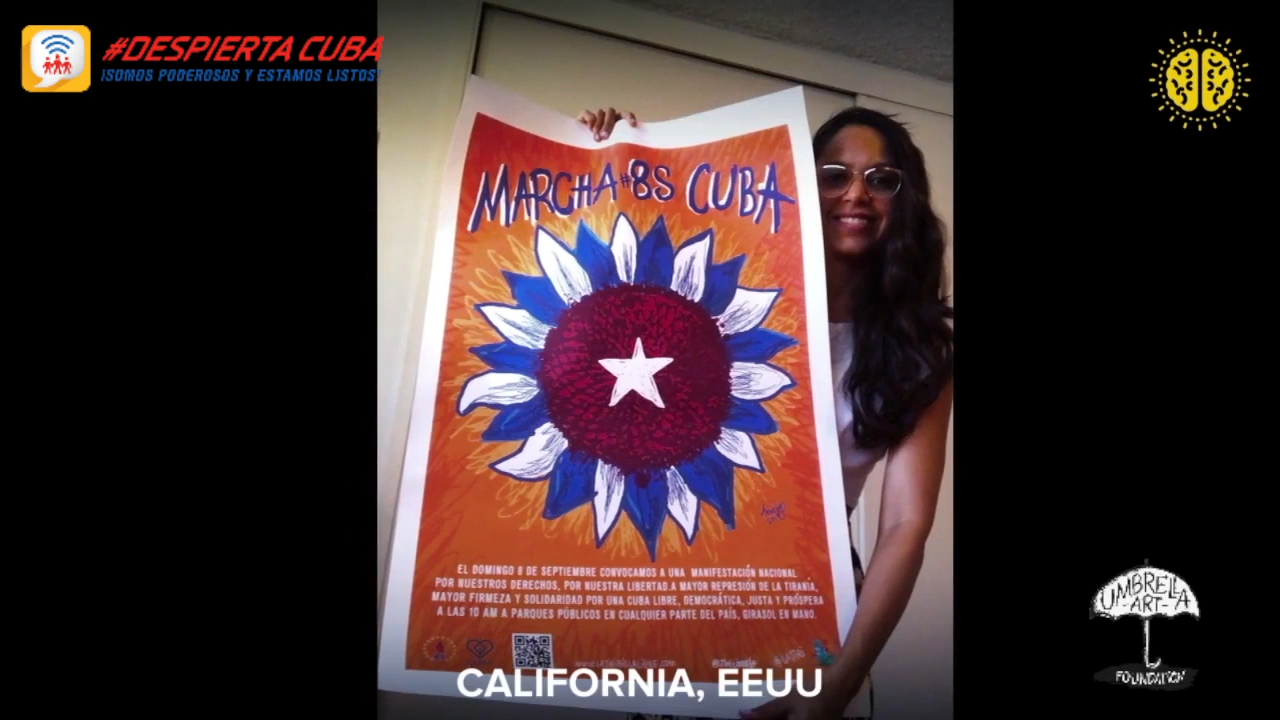 #DESPIERTA CUBA
¡SOMOS PODEROSOS Y ESTAMOS LISTOS!
MARCHA #8S CUBA
EL DOMINGO 8 DE SEPTIEMBRE CONVOCAMOS A UNA MANIFESTACIÓN NACIONAL
POR NUESTROS DERECHOS, POR NUESTRA LIBERTAD.A MAYOR REPRESIÓN DE LA TIRANÍA,
MAYOR FIRMEZA Y SOLIDARIDAD POR UNA CUBA LIBRE, DEMOCRÁTICA, JUSTA Y PRÓSPERA
A LAS 10 AM A PARQUES PÚBLICOS EN CUALQUIER PARTE DEL PAÍS, GIRASOL EN MANO.
CALIFORNIA, EEUU
UMBRELLA
-ART-
FOUNDATION